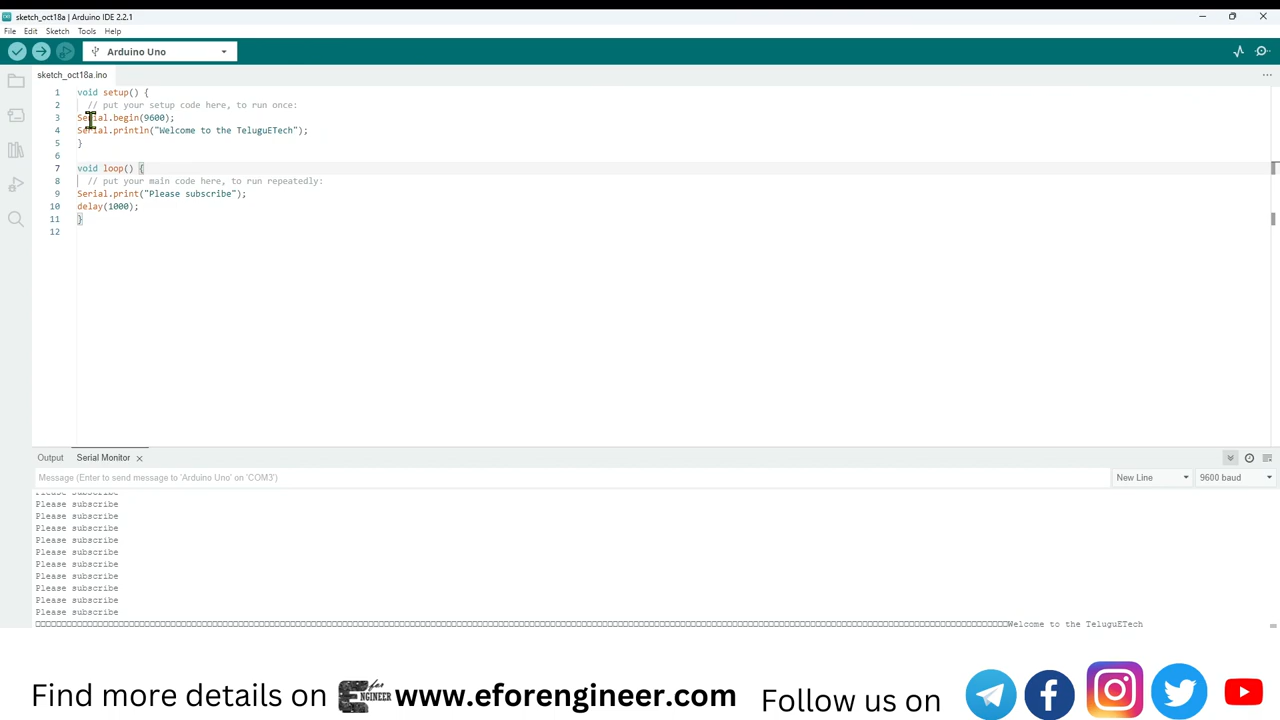 sketch_oct18a | Arduino IDE 2.2.1
File Edit Sketch Tools Help
Arduino Uno
sketch_oct18a.ino
1 void setup() {
2 // put your setup code here, to run once:
3 Serial.begin(9600);
4 Serial.println("Welcome to the TeluguETech");
5 }
6
7 void loop() {
8 // put your main code here, to run repeatedly:
9 Serial.print("Please subscribe");
10 delay(1000);
11 }
12
Output Serial Monitor
Message (Enter to send message to 'Arduino Uno' on 'COM3') New Line 9600 baud
Please subscribe
Please subscribe
Please subscribe
Please subscribe
Please subscribe
Please subscribe
Please subscribe
Please subscribe
Please subscribe
Please subscribe
Please subscribe
Welcome to the TeluguETech
Find more details on E for ENGINEER www.eforengineer.com Follow us on